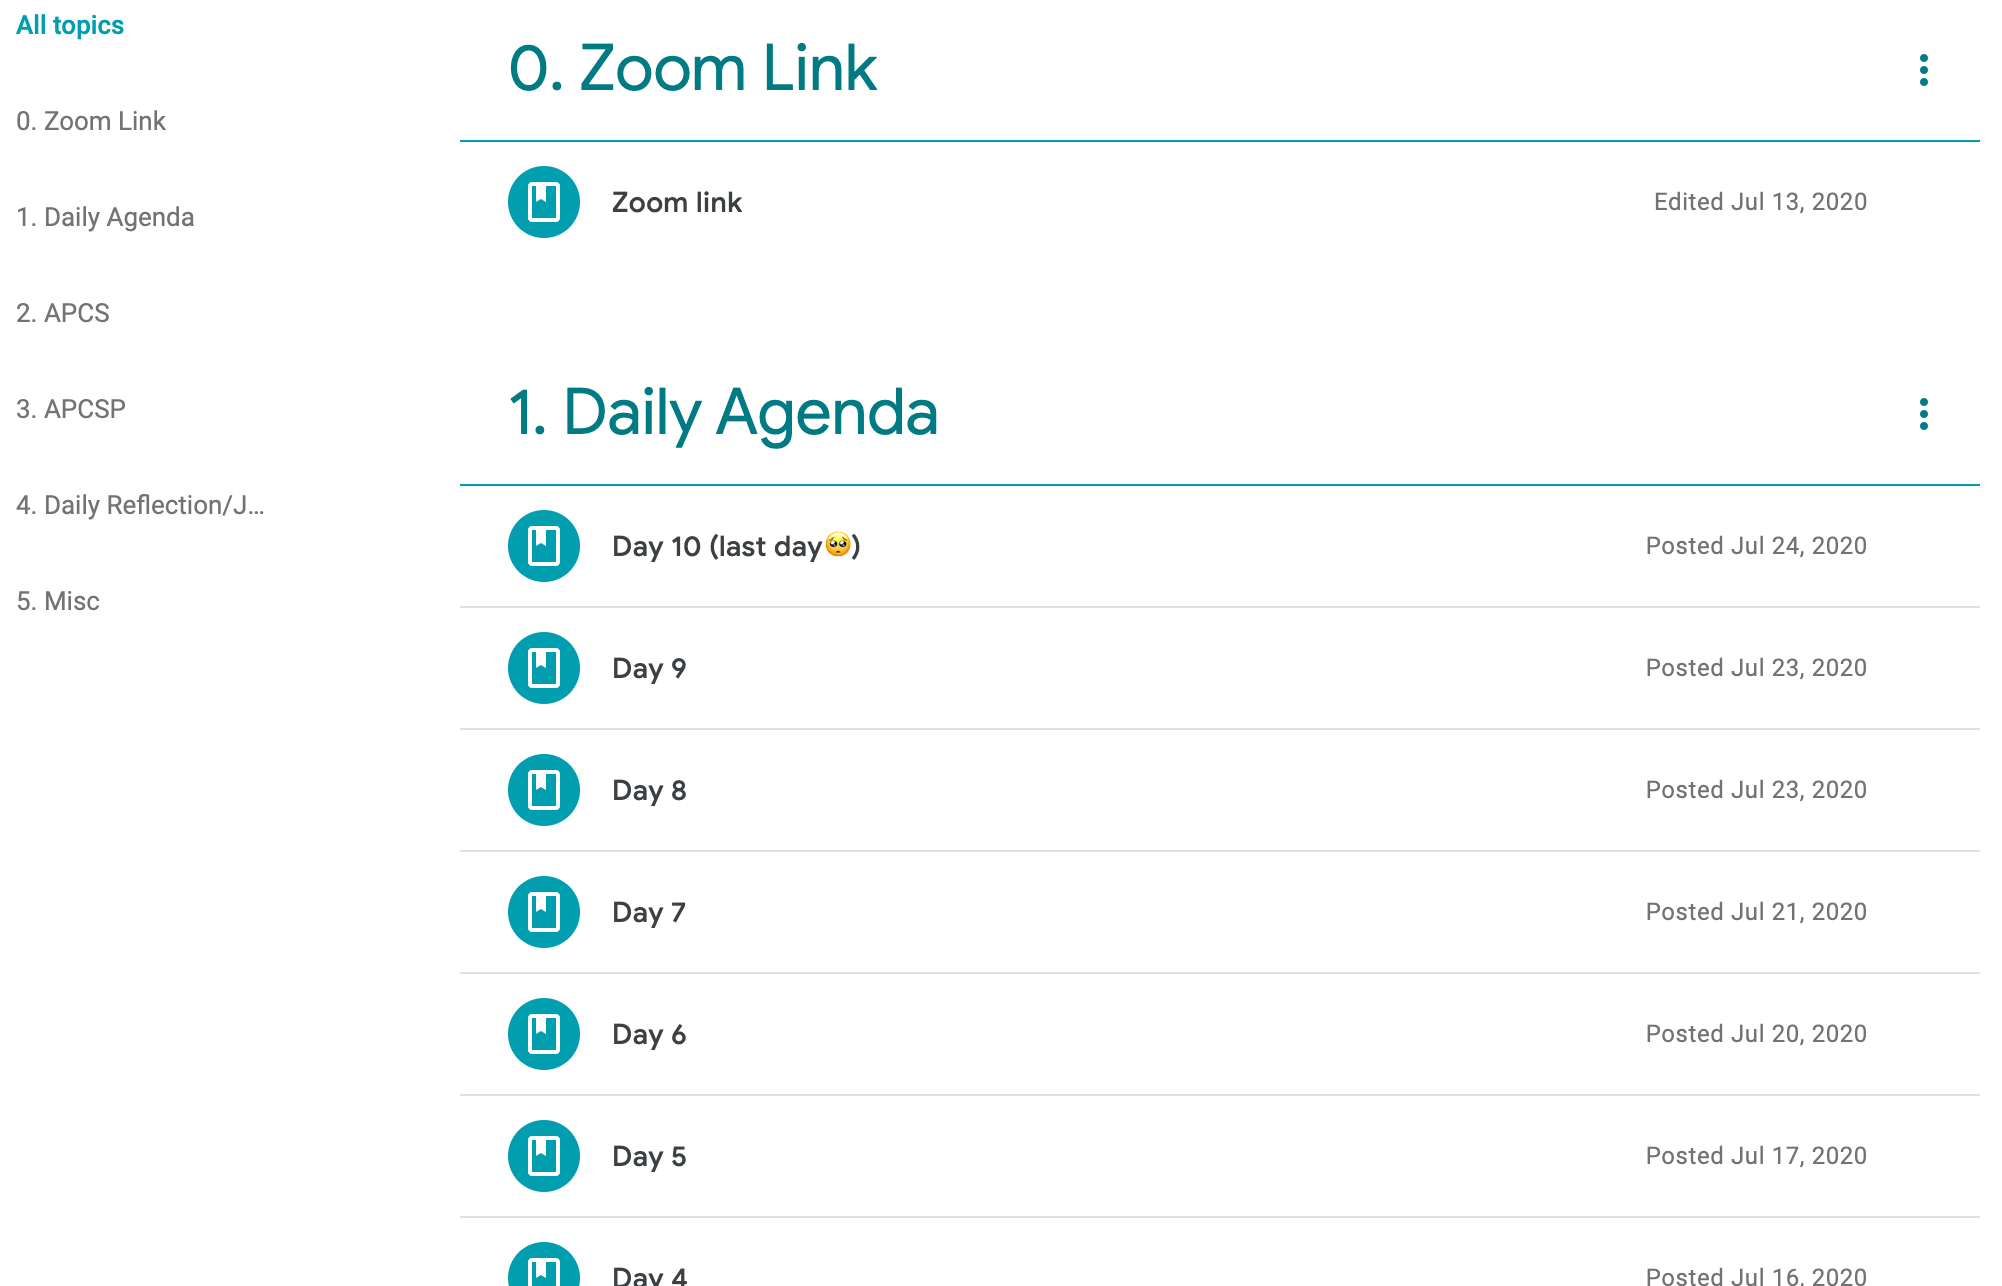 All topics
0. Zoom Link
1. Daily Agenda
2. APCS
3. APCSP
4. Daily Reflection/J...
5. Misc
0. Zoom Link
Zoom link
Edited Jul 13, 2020
1. Daily Agenda
Day 10 (last day🥺)
Posted Jul 24, 2020
Day 9
Posted Jul 23, 2020
Day 8
Posted Jul 23, 2020
Day 7
Posted Jul 21, 2020
Day 6
Posted Jul 20, 2020
Day 5
Posted Jul 17, 2020
Day 4
Posted Jul 16, 2020